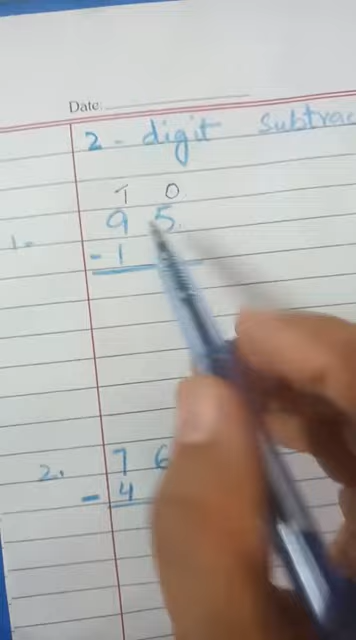 Date:
2 - digit Subtrac
T O
1- 9 5
- 1
2. 7 6
- 4